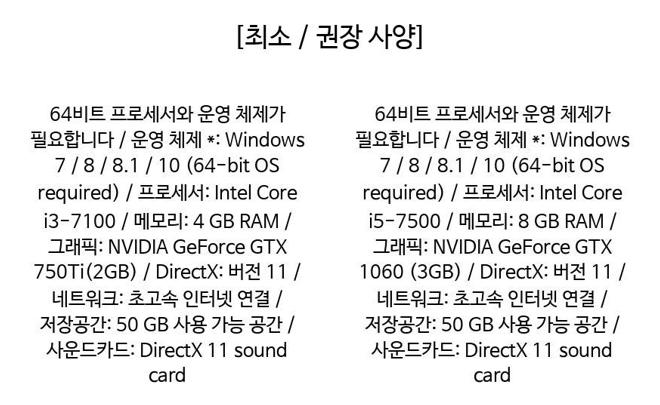 [최소 / 권장 사양]
64비트 프로세서와 운영 체제가
필요합니다 / 운영 체제 *: Windows
7 / 8 / 8.1 / 10 (64-bit OS
required) / 프로세서: Intel Core
i3-7100 / 메모리: 4 GB RAM /
그래픽: NVIDIA GeForce GTX
750Ti(2GB) / DirectX: 버전 11 /
네트워크: 초고속 인터넷 연결 /
저장공간: 50 GB 사용 가능 공간 /
사운드카드: DirectX 11 sound
card
64비트 프로세서와 운영 체제가
필요합니다 / 운영 체제 *: Windows
7 / 8 / 8.1 / 10 (64-bit OS
required) / 프로세서: Intel Core
i5-7500 / 메모리: 8 GB RAM /
그래픽: NVIDIA GeForce GTX
1060 (3GB) / DirectX: 버전 11 /
네트워크: 초고속 인터넷 연결 /
저장공간: 50 GB 사용 가능 공간 /
사운드카드: DirectX 11 sound
card